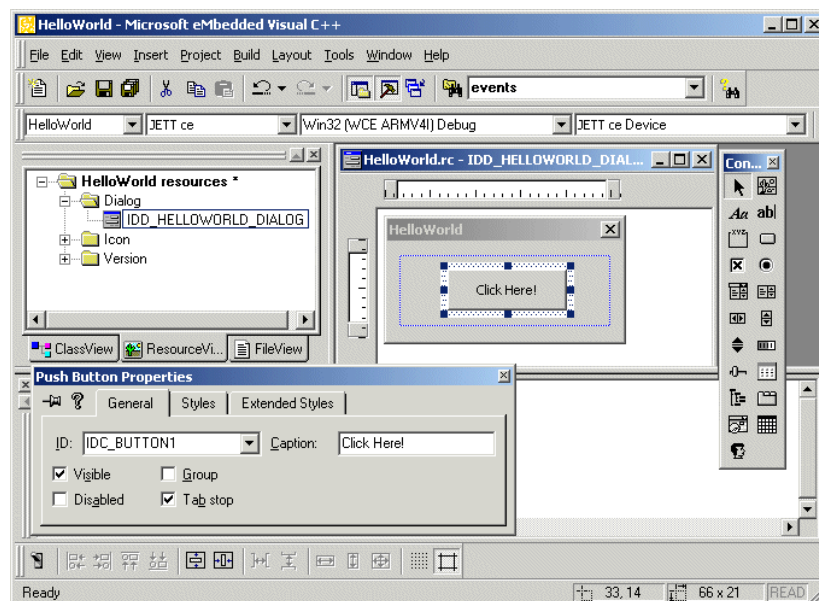 HelloWorld - Microsoft eMbedded Visual C++
File Edit View Insert Project Build Layout Tools Window Help
events
HelloWorld JETT ce Win32 (WCE ARMV4I) Debug JETT ce Device
HelloWorld resources *
Dialog
IDD_HELLOWORLD_DIALOG
Icon
Version
ClassView ResourceVi... FileView
HelloWorld.rc - IDD_HELLOWORLD_DIAL...
HelloWorld
Click Here!
Con...
Aa ab|
XYZ
Push Button Properties
General Styles Extended Styles
ID: IDC_BUTTON1 Caption: Click Here!
Visible Group
Disabled Tab stop
Ready 33, 14 66 x 21 READ